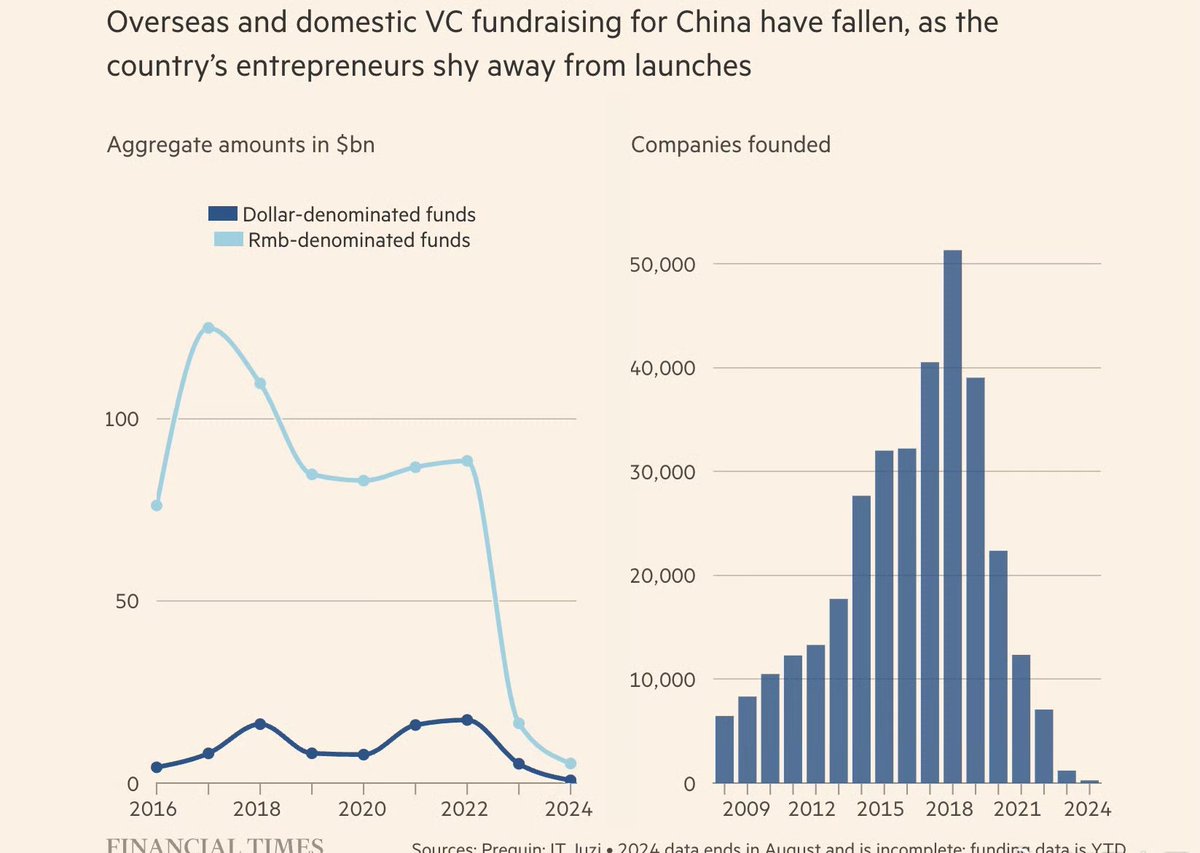 Overseas and domestic VC fundraising for China have fallen, as the
country’s entrepreneurs shy away from launches
Aggregate amounts in $bn
Dollar-denominated funds
Rmb-denominated funds
100
50
0
2016 2018 2020 2022 2024
Companies founded
50,000
40,000
30,000
20,000
10,000
0
2009 2012 2015 2018 2021 2024
FINANCIAL TIMES
Sources: Preqin; IT Juzi • 2024 data ends in August and is incomplete; funding data is YTD